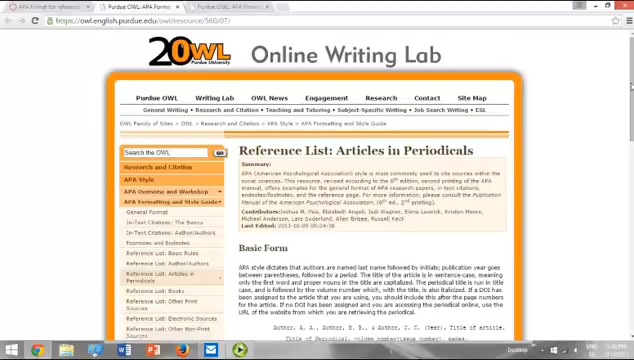 APA format for references
Purdue OWL: APA Forma
Purdue OWL: APA Format
https://owl.english.purdue.edu/owl/resource/560/07/
20 OWL
Purdue University
Online Writing Lab
Purdue OWL Writing Lab OWL News Engagement Research Contact Site Map
General Writing • Research and Citation • Teaching and Tutoring • Subject-Specific Writing • Job Search Writing • ESL
OWL Family of Sites > OWL > Research and Citation > APA Style > APA Formatting and Style Guide
Search the OWL GO
Research and Citation
APA Style
APA Overview and Workshop
APA Formatting and Style Guide
General Format
In-Text Citations: The Basics
In-Text Citations: Author/Authors
Footnotes and Endnotes
Reference List: Basic Rules
Reference List: Author/Authors
Reference List: Articles in
Periodicals
Reference List: Books
Reference List: Other Print
Sources
Reference List: Electronic Sources
Reference List: Other Non-Print
Sources
Reference List: Articles in Periodicals
Summary:
APA (American Psychological Association) style is most commonly used to cite sources within the
social sciences. This resource, revised according to the 6th edition, second printing of the APA
manual, offers examples for the general format of APA research papers, in-text citations,
endnotes/footnotes, and the reference page. For more information, please consult the Publication
Manual of the American Psychological Association, (6th ed., 2nd printing).
Contributors: Joshua M. Paiz, Elizabeth Angeli, Jodi Wagner, Elena Lawrick, Kristen Moore,
Michael Anderson, Lars Soderlund, Allen Brizee, Russell Keck
Last Edited: 2013-10-09 06:24:38
Basic Form
APA style dictates that authors are named last name followed by initials; publication year goes
between parentheses, followed by a period. The title of the article is in sentence-case, meaning
only the first word and proper nouns in the title are capitalized. The periodical title is run in title
case, and is followed by the volume number which, with the title, is also italicized. If a DOI has
been assigned to the article that you are using, you should include this after the page numbers
for the article. If no DOI has been assigned and you are accessing the periodical online, use the
URL of the website from which you are retrieving the periodical.
Author, A. A., Author, B. B., & Author, C. C. (Year). Title of article.
Title of Periodical, volume number(issue number), pages.
Desktop
ENG